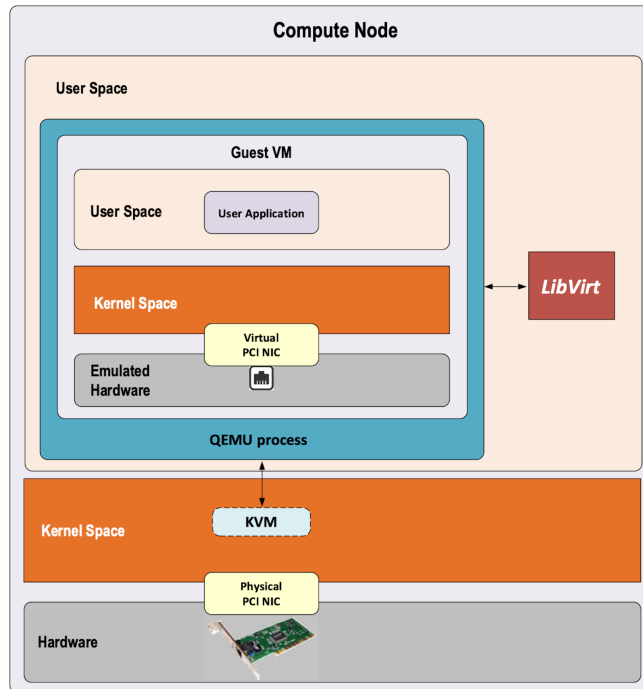 Compute Node
User Space
Guest VM
User Space
User Application
LibVirt
Kernel Space
Virtual
PCI NIC
Emulated
Hardware
QEMU process
KVM
Kernel Space
Physical
PCI NIC
Hardware